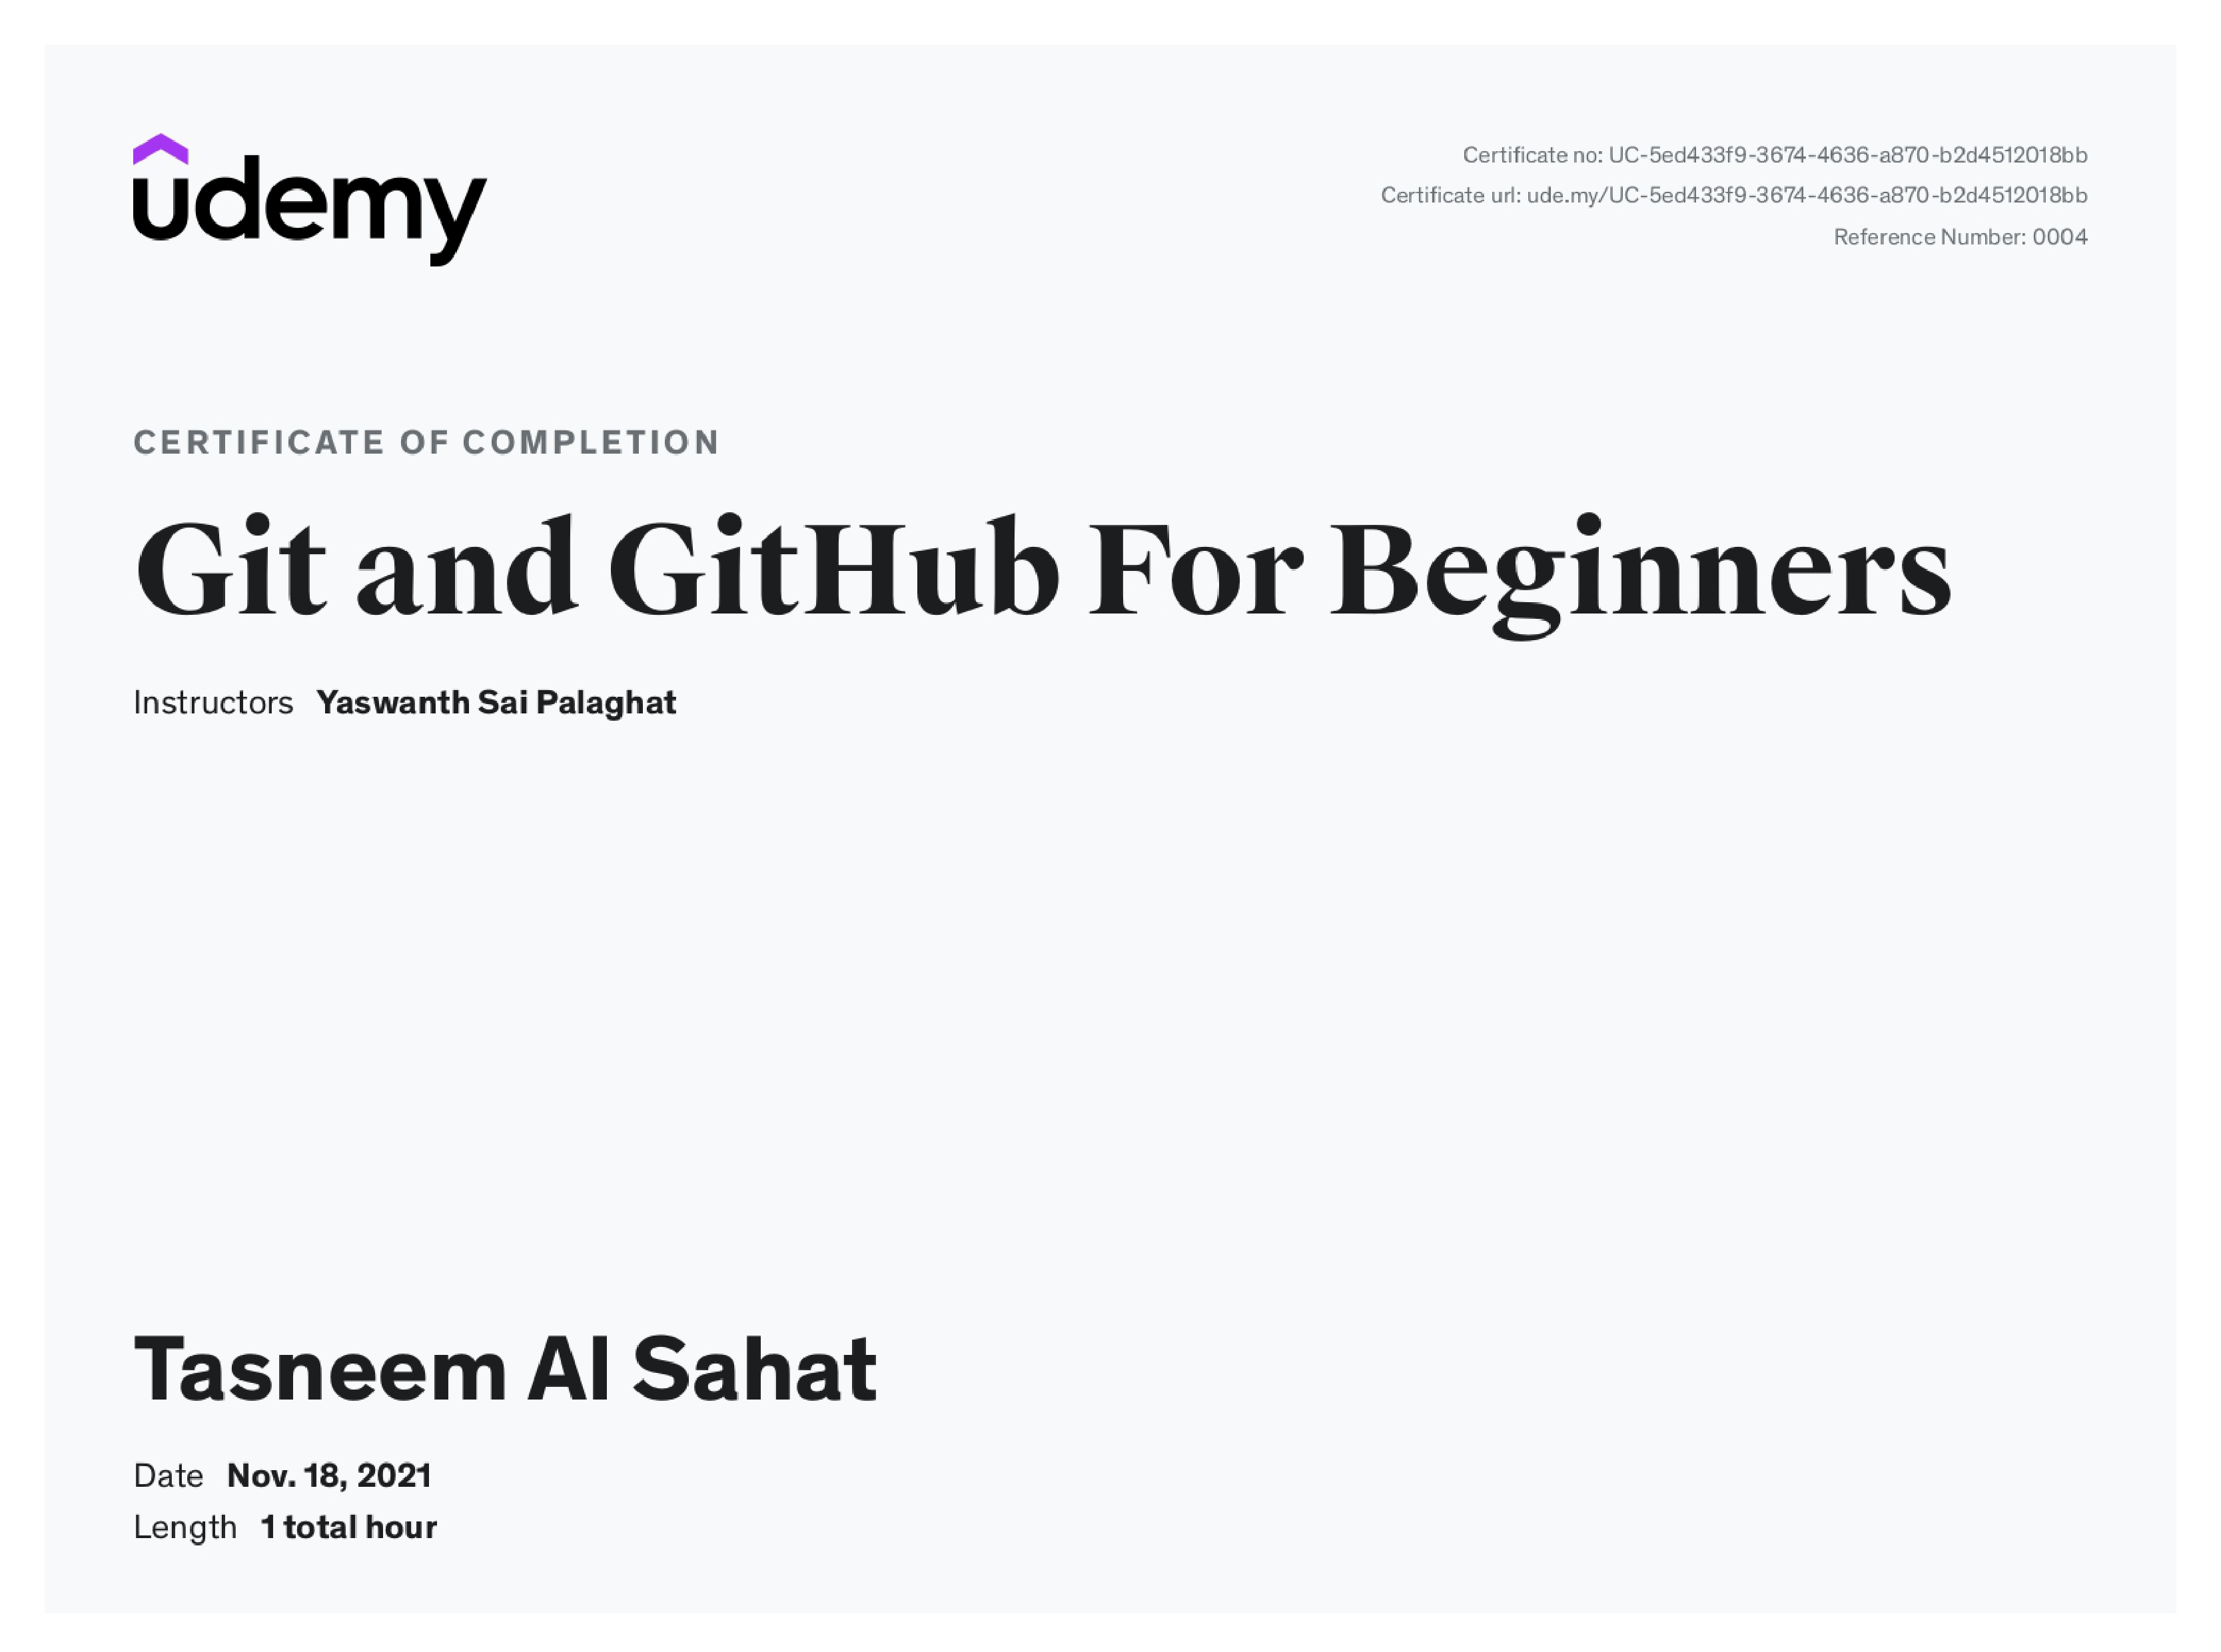 udemy
Certificate no: UC-5ed433f9-3674-4636-a870-b2d4512018bb
Certificate url: ude.my/UC-5ed433f9-3674-4636-a870-b2d4512018bb
Reference Number: 0004
CERTIFICATE OF COMPLETION
Git and GitHub For Beginners
Instructors Yaswanth Sai Palaghat
Tasneem Al Sahat
Date Nov. 18, 2021
Length 1 total hour